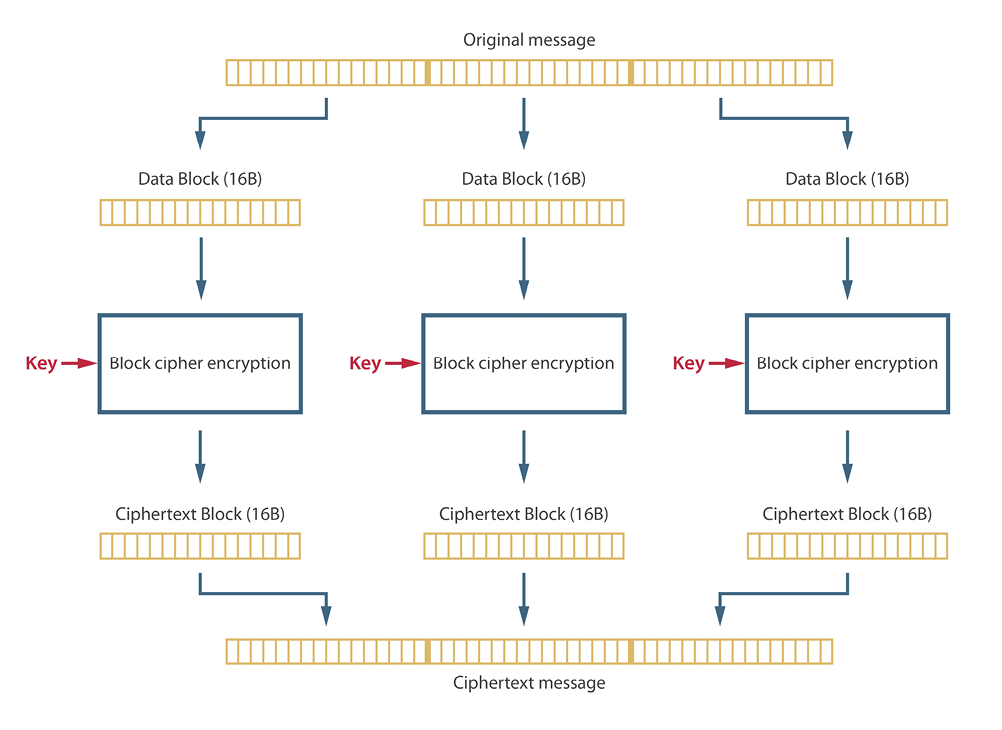 Original message
Data Block (16B)
Data Block (16B)
Data Block (16B)
Key
Block cipher encryption
Key
Block cipher encryption
Key
Block cipher encryption
Ciphertext Block (16B)
Ciphertext Block (16B)
Ciphertext Block (16B)
Ciphertext message